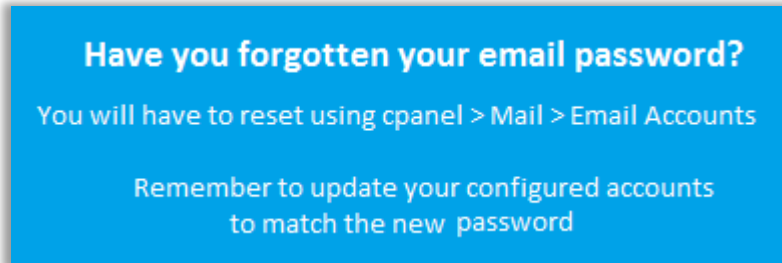 Have you forgotten your email password?
You will have to reset using cpanel > Mail > Email Accounts
Remember to update your configured accounts
to match the new password